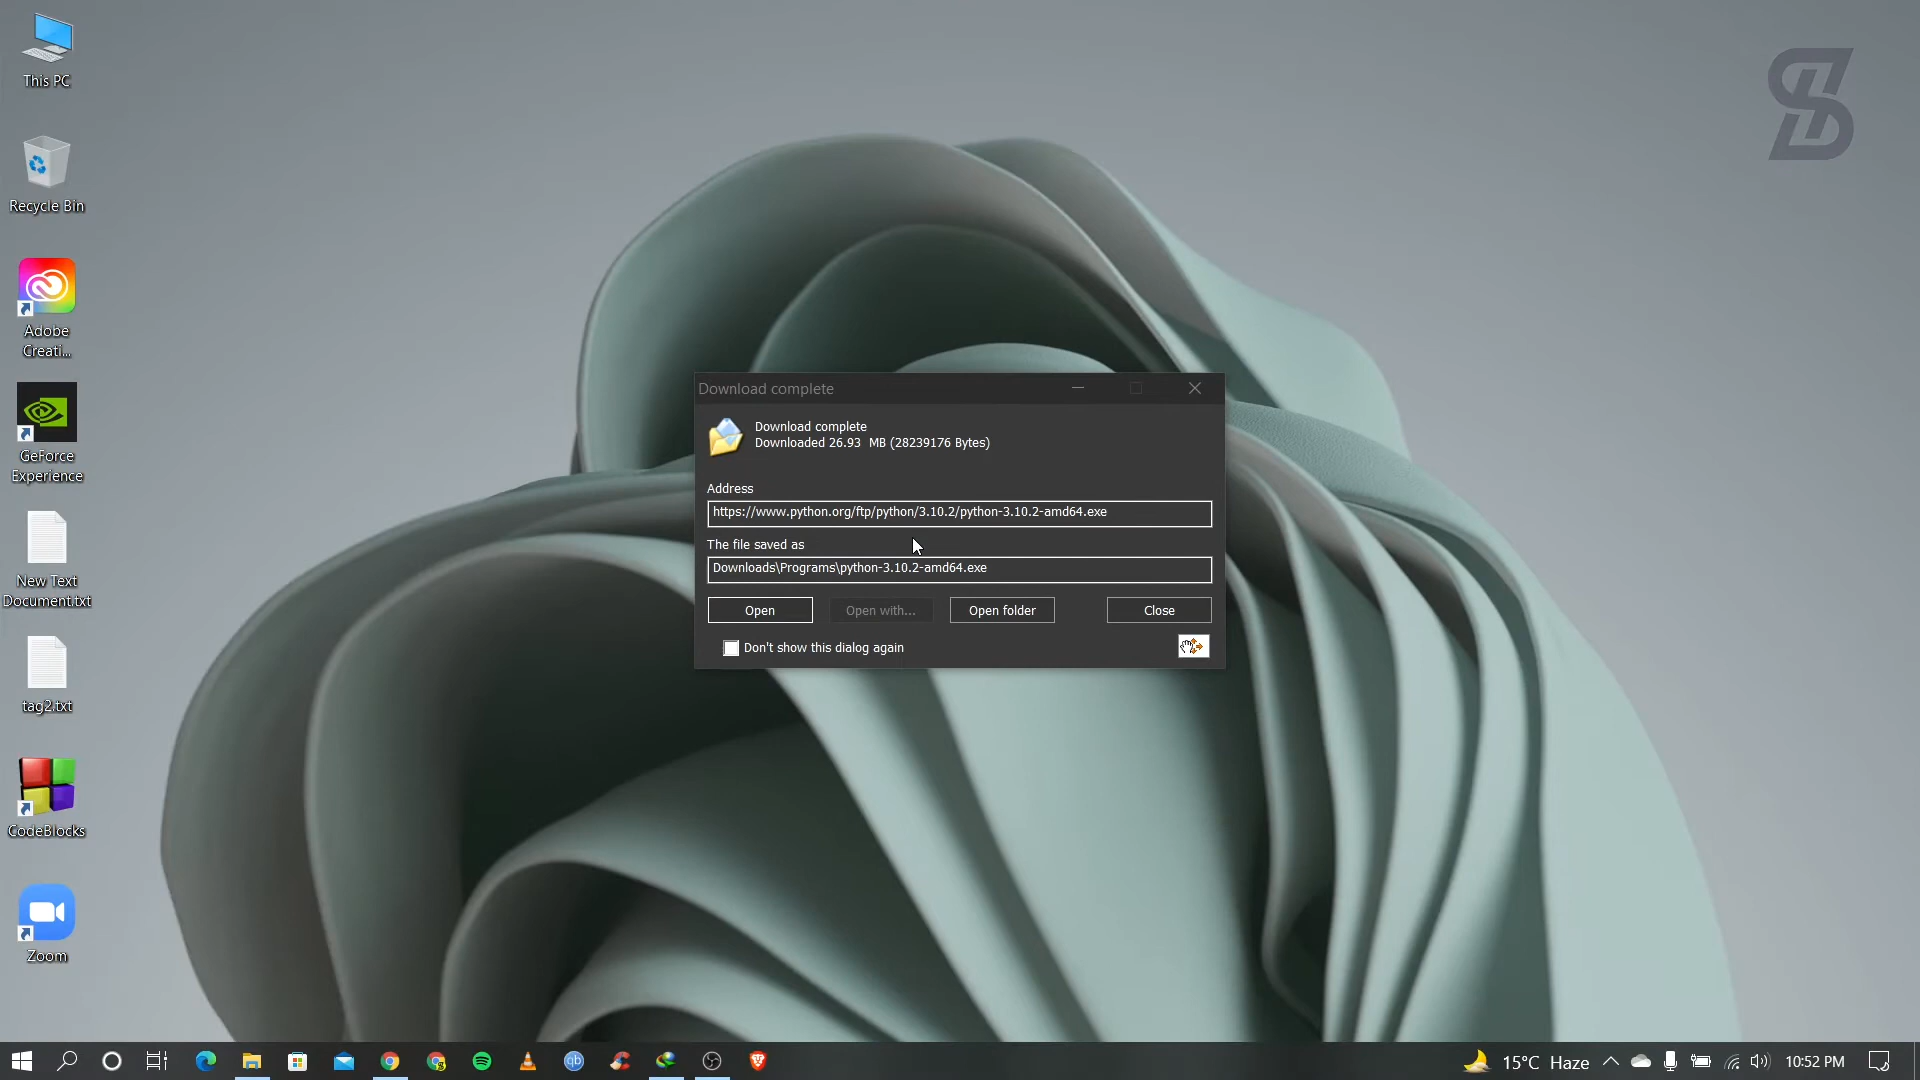 This PC
Recycle Bin
Adobe
Creati...
GeForce
Experience
New Text
Document.txt
tag2.txt
CodeBlocks
Zoom
Download complete
Download complete
Downloaded 26.93 MB (28239176 Bytes)
Address
https://www.python.org/ftp/python/3.10.2/python-3.10.2-amd64.exe
The file saved as
Downloads\Programs\python-3.10.2-amd64.exe
Open
Open with...
Open folder
Close
Don't show this dialog again
qb
15°C Haze
10:52 PM